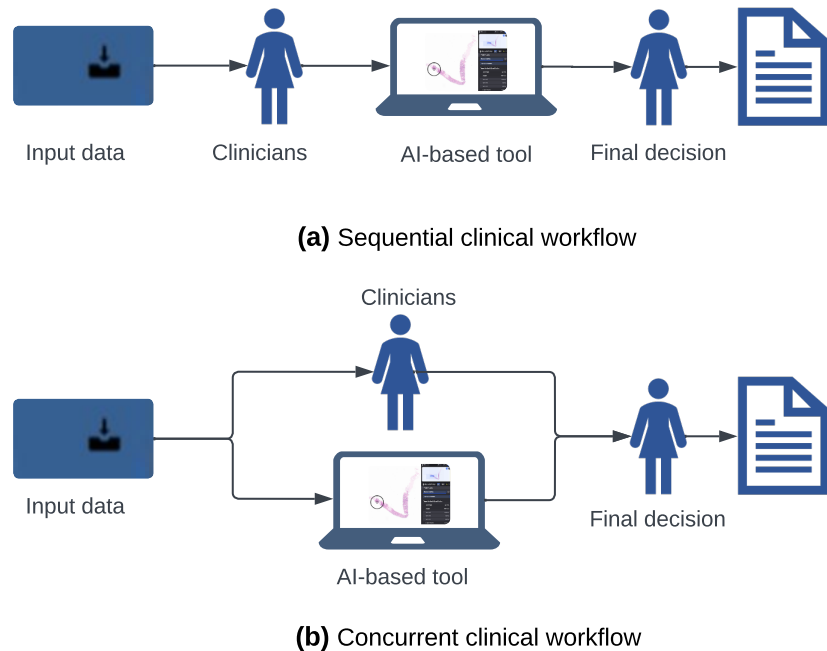 Input data
Clinicians
AI-based tool
Final decision
(a) Sequential clinical workflow
Clinicians
Input data
AI-based tool
Final decision
(b) Concurrent clinical workflow